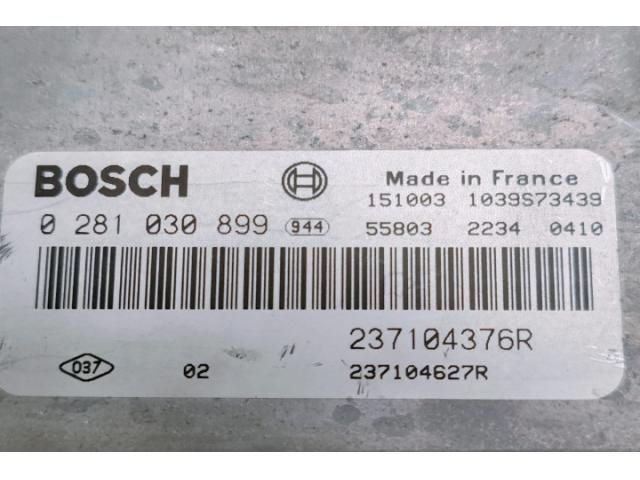 BOSCH Made in France
151003 1039S73439
0 281 030 899 944 55803 2234 0410
237104376R
037 02 237104627R